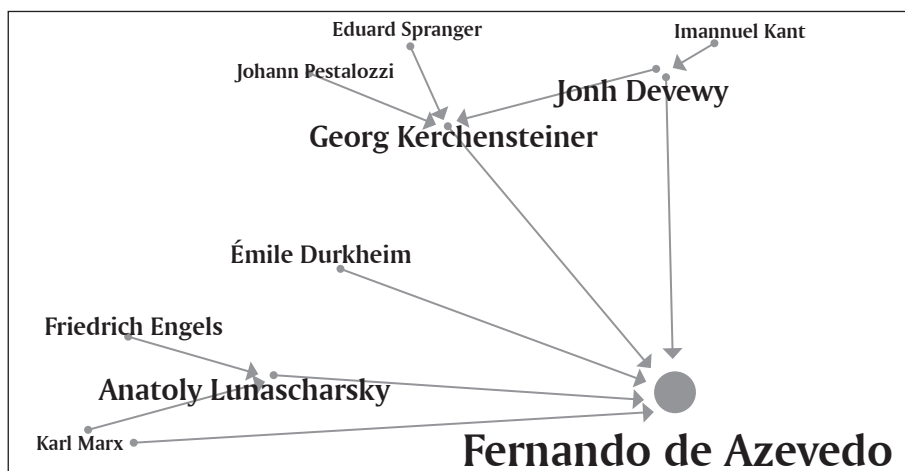 Eduard Spranger
Imannuel Kant
Johann Pestalozzi
Jonh Devewy
Georg Kerchensteiner
Émile Durkheim
Friedrich Engels
Anatoly Lunascharsky
Karl Marx
Fernando de Azevedo